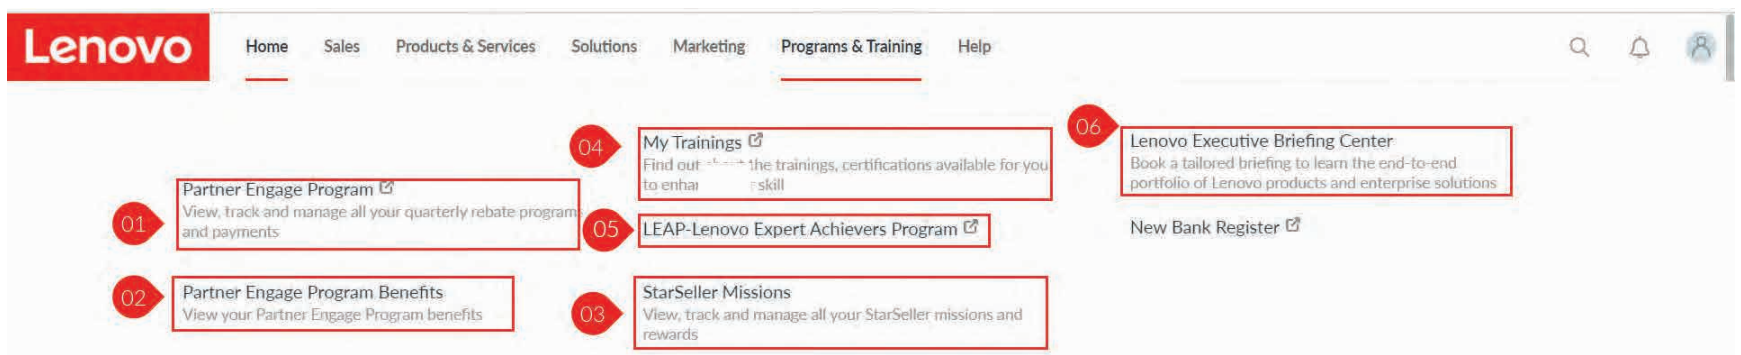 Lenovo
Home Sales Products & Services Solutions Marketing Programs & Training Help
01
Partner Engage Program
View, track and manage all your quarterly rebate programs
and payments
02
Partner Engage Program Benefits
View your Partner Engage Program benefits
04
My Trainings
Find out the trainings, certifications available for you
to skill
05
LEAP-Lenovo Expert Achievers Program
03
StarSeller Missions
View, track and manage all your StarSeller missions and
rewards
06
Lenovo Executive Briefing Center
Book a tailored briefing to learn the end-to-end
portfolio of Lenovo products and enterprise solutions
New Bank Register